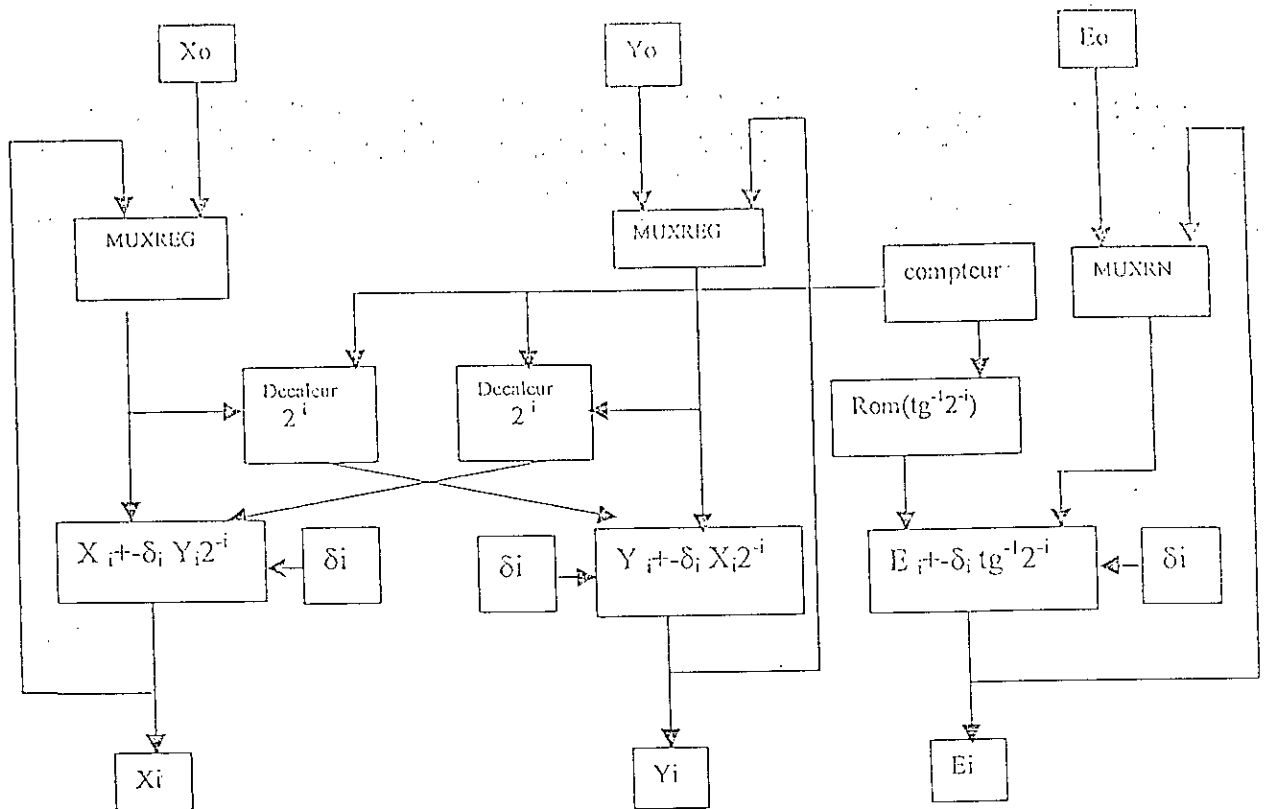 Xo
Yo
Eo
MUXREG
MUXREG
compteur
MUXRN
Decaleur
2⁻ⁱ
Decaleur
2⁻ⁱ
Rom(tg⁻¹2⁻ⁱ)
X i+-δi Yi2⁻ⁱ
δi
δi
Y i+-δi Xi2⁻ⁱ
E i+-δi tg⁻¹2⁻ⁱ
δi
Xi
Yi
Ei